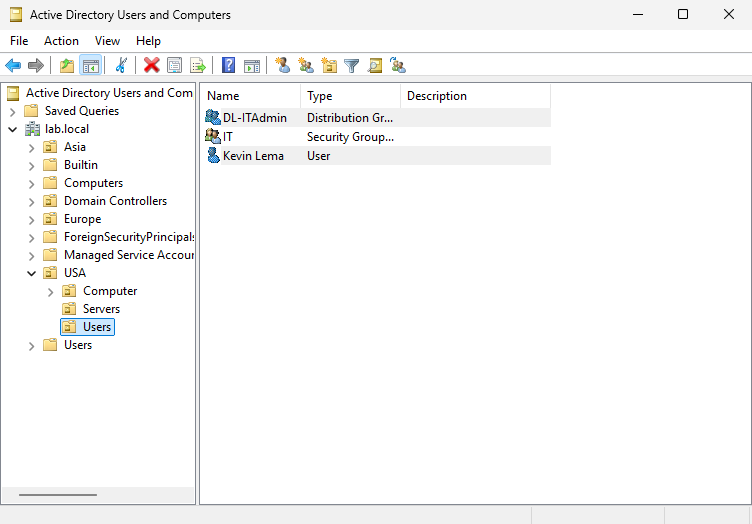 Active Directory Users and Computers
File Action View Help
Active Directory Users and Com
Saved Queries
lab.local
Asia
Builtin
Computers
Domain Controllers
Europe
ForeignSecurityPrincipals
Managed Service Accour
USA
Computer
Servers
Users
Users
Name Type Description
DL-ITAdmin Distribution Gr...
IT Security Group...
Kevin Lema User